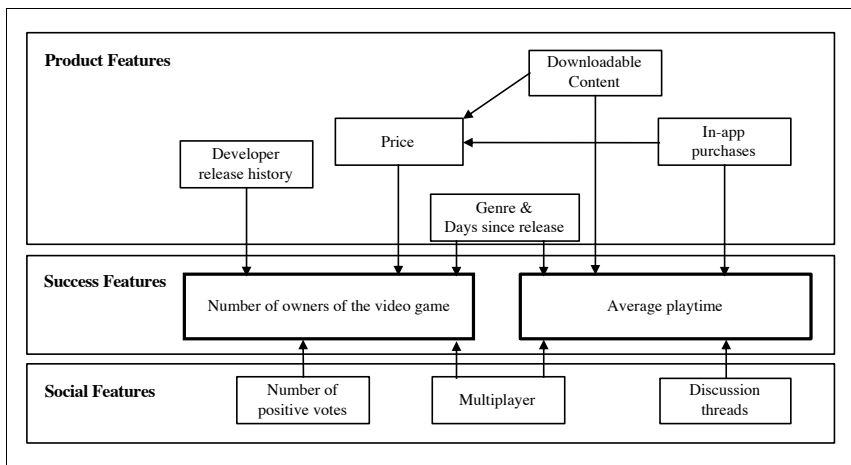 Product Features
Downloadable
Content
Price
In-app
purchases
Developer
release history
Genre &
Days since release
Success Features
Number of owners of the video game
Average playtime
Social Features
Number of
positive votes
Multiplayer
Discussion
threads